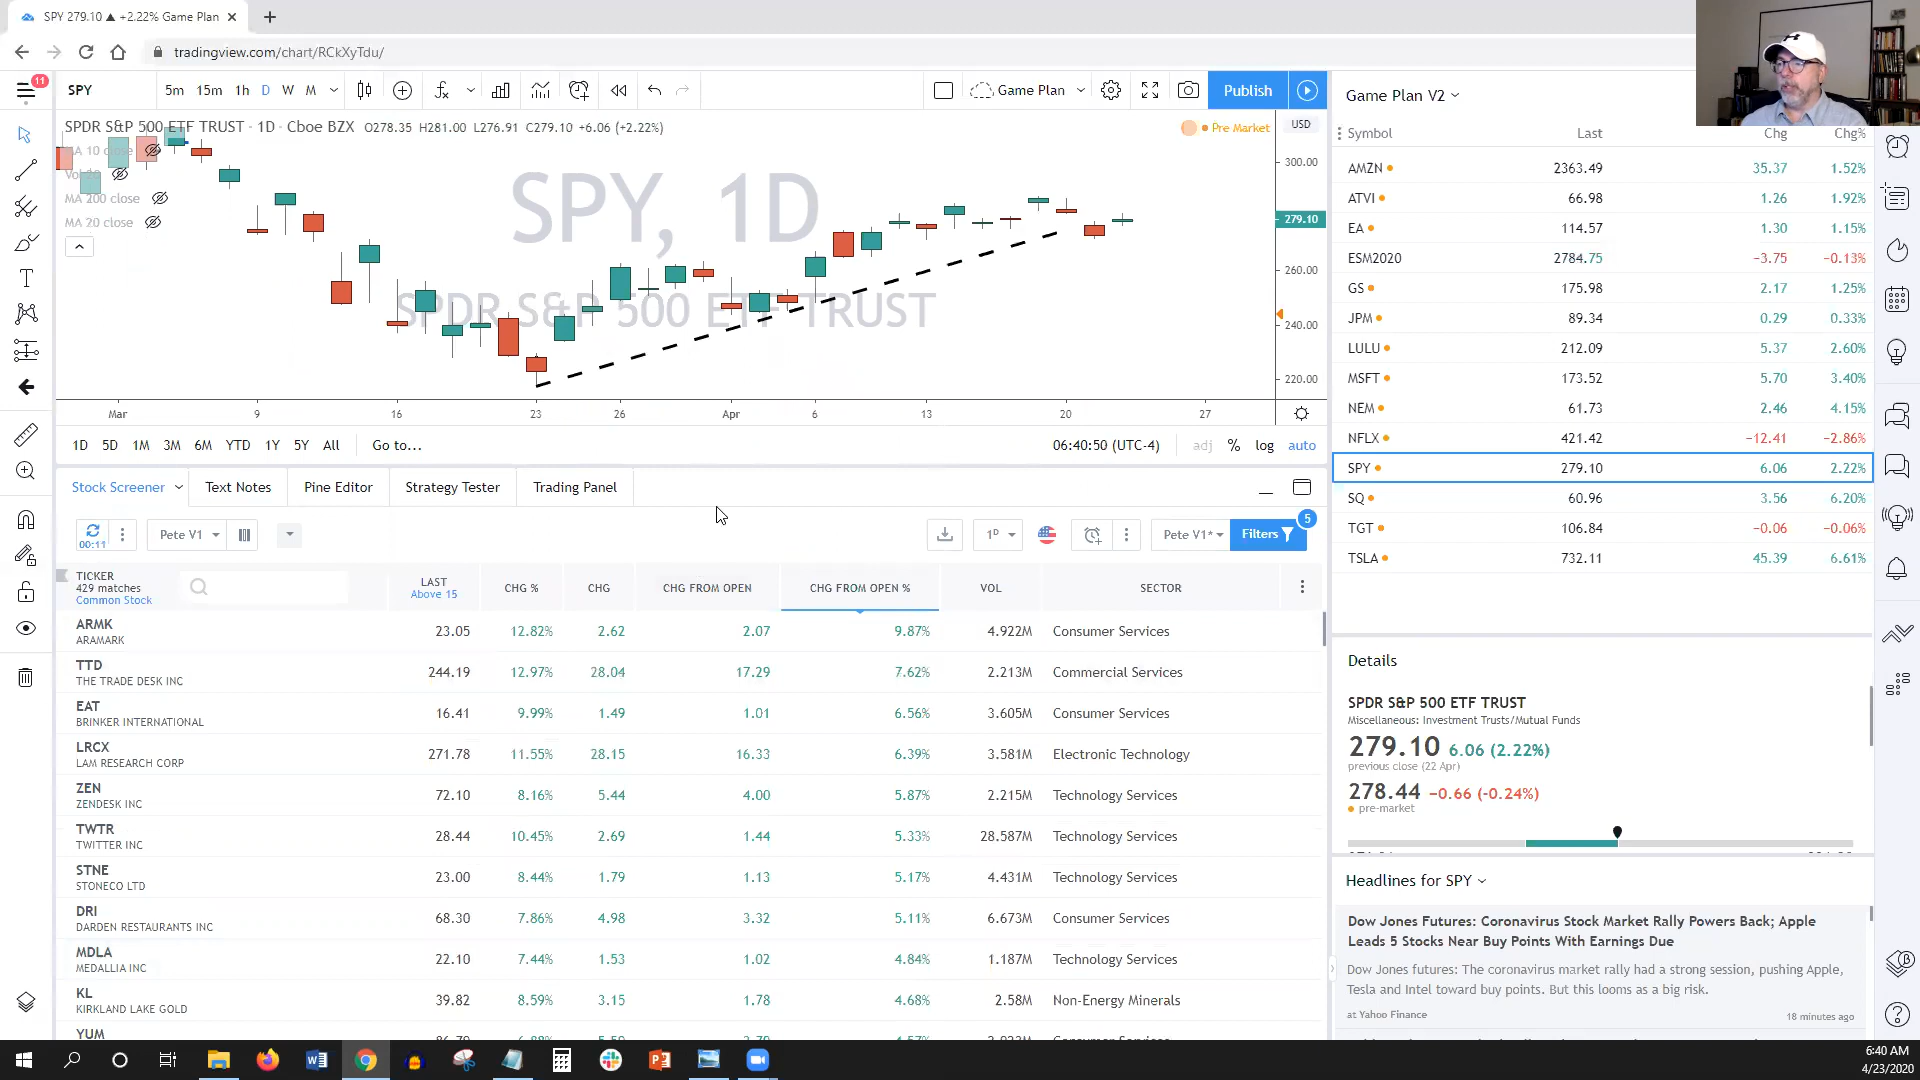 SPY 279.10 ▲ +2.22% Game Plan
tradingview.com/chart/RCkXyTdu/
11
SPY 5m 15m 1h D W M Game Plan Publish
SPDR S&P 500 ETF TRUST · 1D · Cboe BZX O278.35 H281.00 L276.91 C279.10 +6.06 (+2.22%)
Pre Market USD
MA 10 close
Vol 20
MA 200 close
MA 20 close
SPY, 1D
SPDR S&P 500 ETF TRUST
300.00
279.10
260.00
240.00
220.00
Mar 9 16 23 26 Apr 6 13 20 27
1D 5D 1M 3M 6M YTD 1Y 5Y All Go to... 06:40:50 (UTC-4) adj % log auto
Stock Screener Text Notes Pine Editor Strategy Tester Trading Panel
00:11 Pete V1 1D Pete V1* Filters 5
TICKER
429 matches
Common Stock
LAST
Above 15
CHG % CHG CHG FROM OPEN CHG FROM OPEN % VOL SECTOR
ARMK 23.05 12.82% 2.62 2.07 9.87% 4.922M Consumer Services
ARAMARK
TTD 244.19 12.97% 28.04 17.29 7.62% 2.213M Commercial Services
THE TRADE DESK INC
EAT 16.41 9.99% 1.49 1.01 6.56% 3.605M Consumer Services
BRINKER INTERNATIONAL
LRCX 271.78 11.55% 28.15 16.33 6.39% 3.581M Electronic Technology
LAM RESEARCH CORP
ZEN 72.10 8.16% 5.44 4.00 5.87% 2.215M Technology Services
ZENDESK INC
TWTR 28.44 10.45% 2.69 1.44 5.33% 28.587M Technology Services
TWITTER INC
STNE 23.00 8.44% 1.79 1.13 5.17% 4.431M Technology Services
STONECO LTD
DRI 68.30 7.86% 4.98 3.32 5.11% 6.673M Consumer Services
DARDEN RESTAURANTS INC
MDLA 22.10 7.44% 1.53 1.02 4.84% 1.187M Technology Services
MEDALLIA INC
KL 39.82 8.59% 3.15 1.78 4.68% 2.58M Non-Energy Minerals
KIRKLAND LAKE GOLD
YUM
Game Plan V2
Symbol Last Chg Chg%
AMZN 2363.49 35.37 1.52%
ATVI 66.98 1.26 1.92%
EA 114.57 1.30 1.15%
ESM2020 2784.75 −3.75 −0.13%
GS 175.98 2.17 1.25%
JPM 89.34 0.29 0.33%
LULU 212.09 5.37 2.60%
MSFT 173.52 5.70 3.40%
NEM 61.73 2.46 4.15%
NFLX 421.42 −12.41 −2.86%
SPY 279.10 6.06 2.22%
SQ 60.96 3.56 6.20%
TGT 106.84 −0.06 −0.06%
TSLA 732.11 45.39 6.61%
Details
SPDR S&P 500 ETF TRUST
Miscellaneous: Investment Trusts/Mutual Funds
279.10 6.06 (2.22%)
previous close (22 Apr)
278.44 −0.66 (−0.24%)
pre-market
Headlines for SPY
Dow Jones Futures: Coronavirus Stock Market Rally Powers Back; Apple
Leads 5 Stocks Near Buy Points With Earnings Due
Dow Jones futures: The coronavirus market rally had a strong session, pushing Apple,
Tesla and Intel toward buy points. But this looms as a big risk.
at Yahoo Finance 18 minutes ago
6:40 AM
4/23/2020